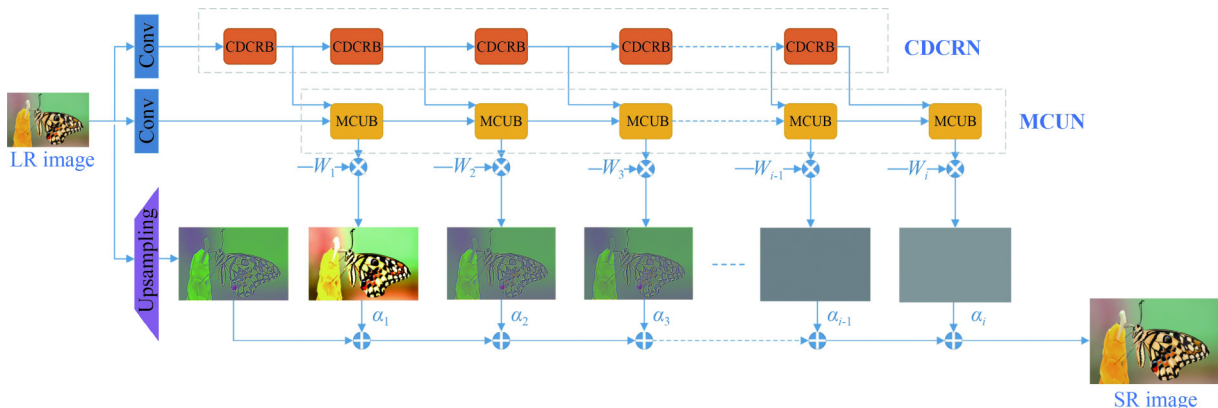 Conv
CDCRB CDCRB CDCRB CDCRB CDCRB
CDCRN
Conv
MCUB MCUB MCUB MCUB MCUB
MCUN
LR image
W₁ W₂ W₃ Wᵢ₋₁ Wᵢ
Upsampling
α₁ α₂ α₃ αᵢ₋₁ αᵢ
SR image